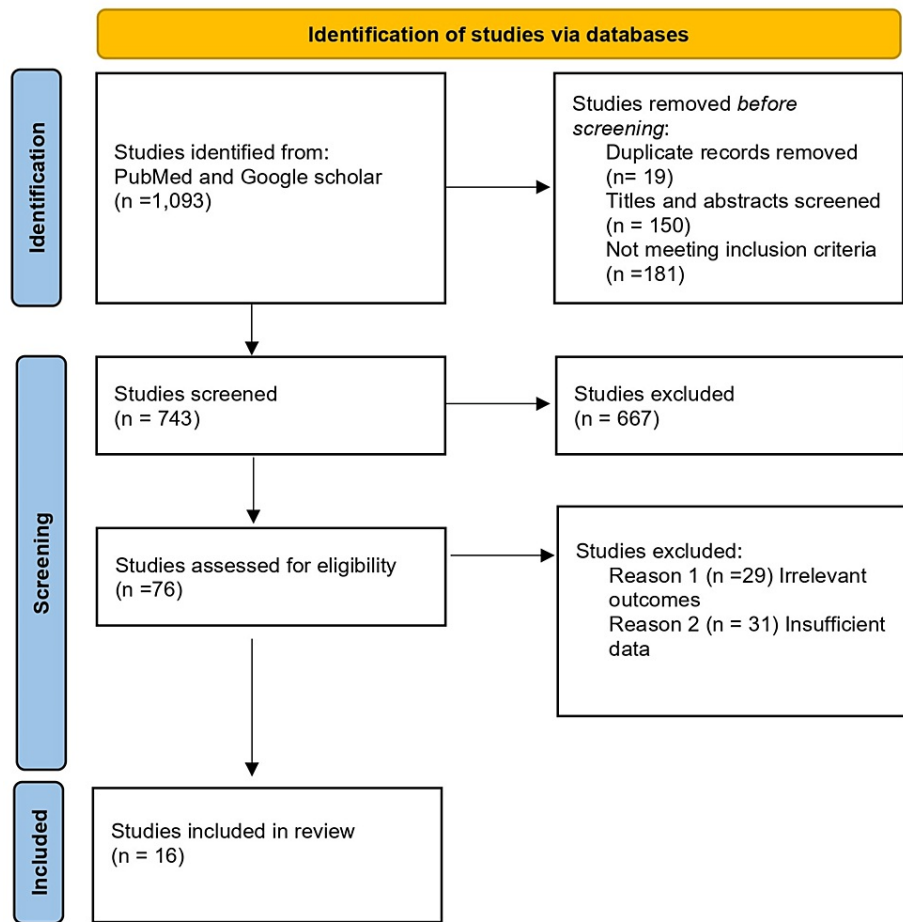 Identification of studies via databases
Identification
Studies identified from:
PubMed and Google scholar
(n =1,093)
Studies removed before
screening:
Duplicate records removed
(n= 19)
Titles and abstracts screened
(n = 150)
Not meeting inclusion criteria
(n =181)
Screening
Studies screened
(n = 743)
Studies excluded
(n = 667)
Studies assessed for eligibility
(n =76)
Studies excluded:
Reason 1 (n =29) Irrelevant
outcomes
Reason 2 (n = 31) Insufficient
data
Included
Studies included in review
(n = 16)